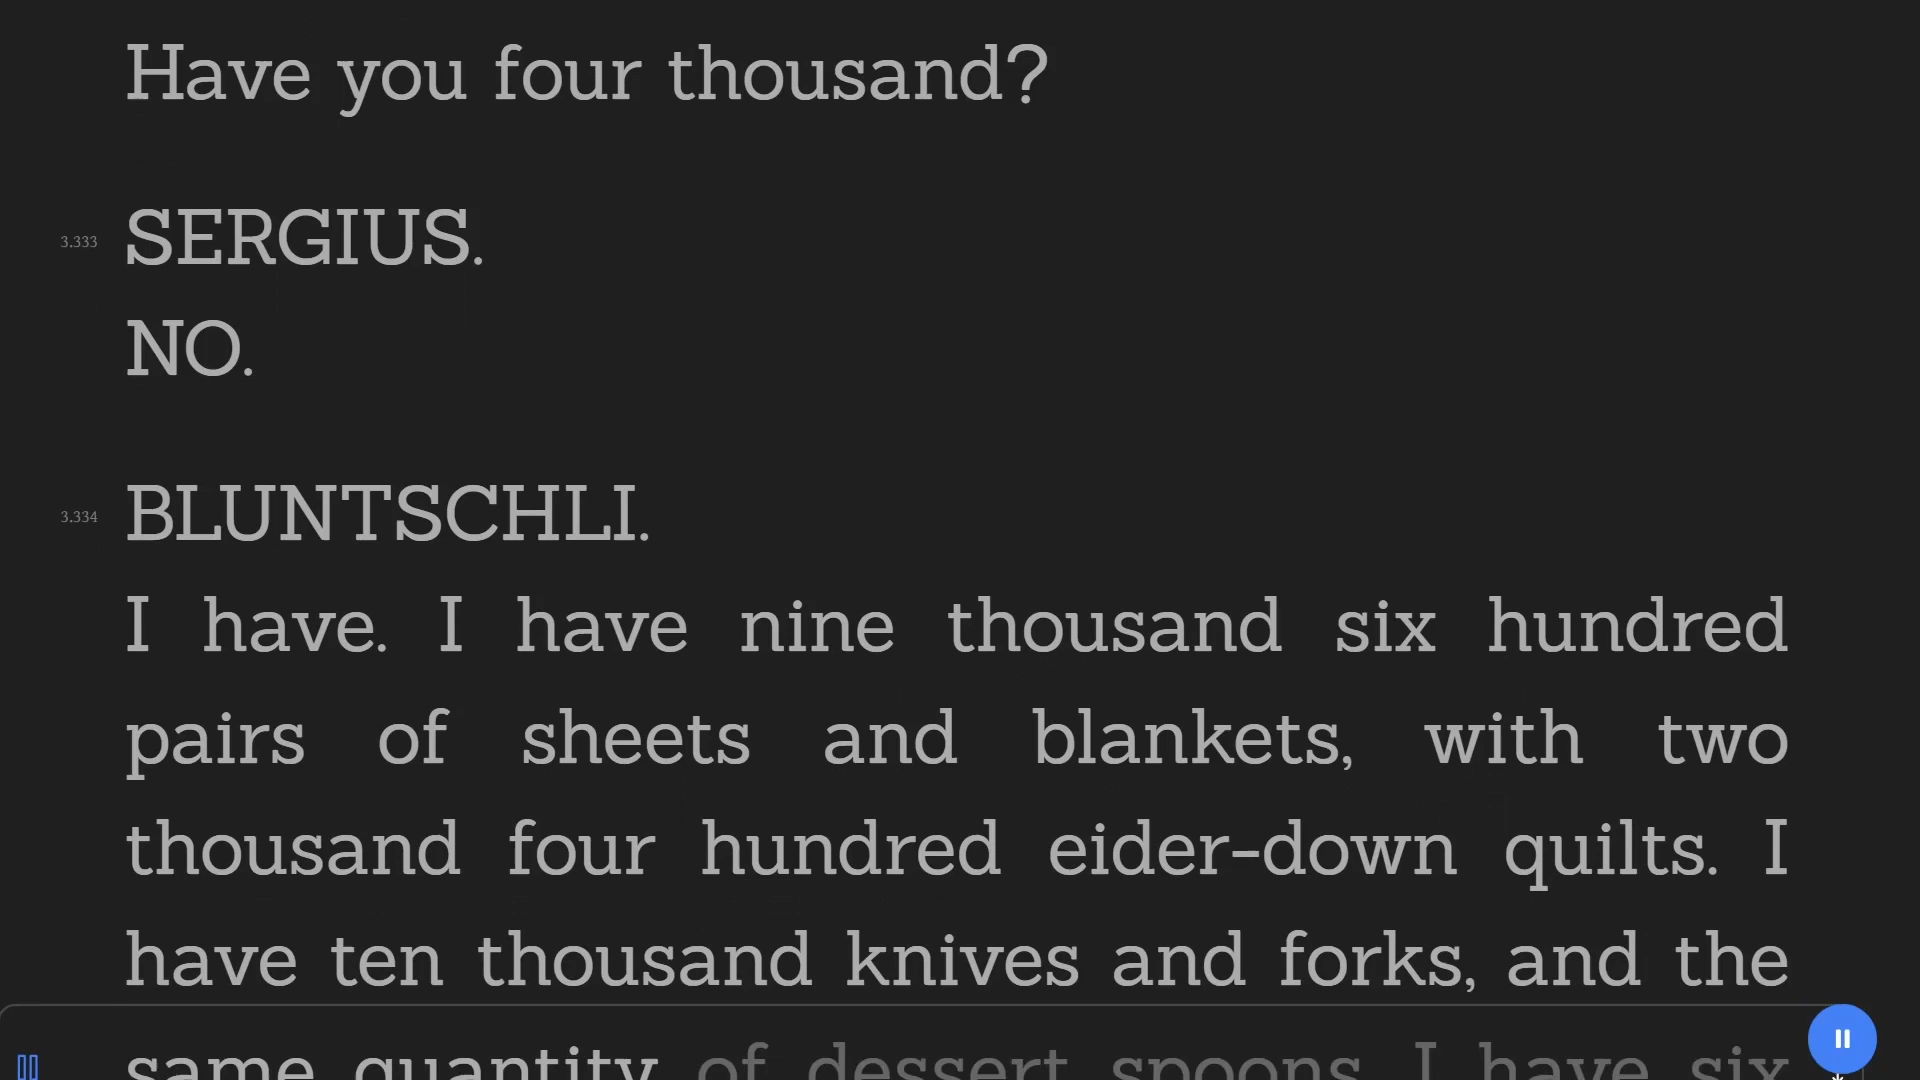 Have you four thousand?
3.333 SERGIUS.
NO.
3.334 BLUNTSCHLI.
I have. I have nine thousand six hundred
pairs of sheets and blankets, with two
thousand four hundred eider-down quilts. I
have ten thousand knives and forks, and the
same quantity of dessert spoons. I have six